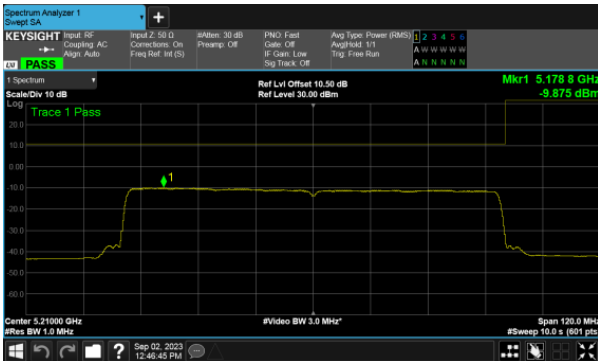 Spectrum Analyzer 1
Swept SA
KEYSIGHT Input: RF
Coupling: AC
Align: Auto
Input Z: 50 Ω
Corrections: On
Freq Ref: Int (S)
#Atten: 30 dB
Preamp: Off
PNO: Fast
Gate: Off
IF Gain: Low
Sig Track: Off
Avg Type: Power (RMS)
Avg|Hold: 1/1
Trig: Free Run
1 2 3 4 5 6
A W W W W W
A N N N N N
LXI PASS
1 Spectrum
Scale/Div 10 dB
Ref Lvl Offset 10.50 dB
Ref Level 30.00 dBm
Mkr1 5.178 8 GHz
-9.875 dBm
Log
Trace 1 Pass
20.0
10.0
0.00
-10.0
1
-20.0
-30.0
-40.0
-50.0
-60.0
Center 5.21000 GHz
#Res BW 1.0 MHz
#Video BW 3.0 MHz*
Span 120.0 MHz
#Sweep 10.0 s (601 pts)
Sep 02, 2023
12:46:45 PM